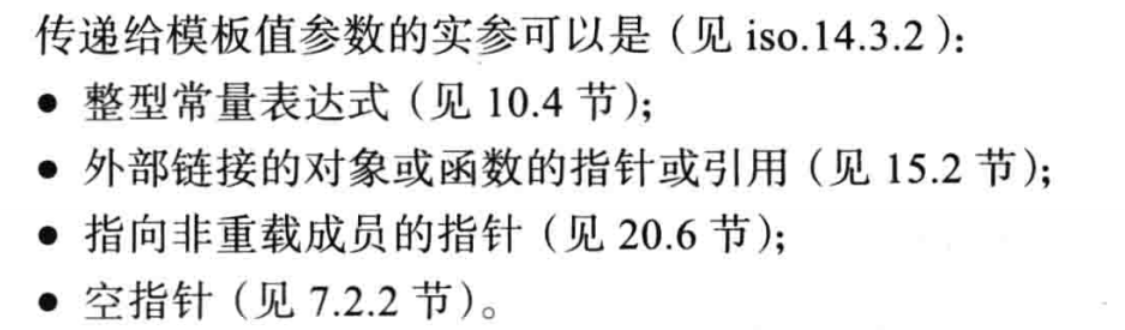 传递给模板值参数的实参可以是（见 iso.14.3.2）：
● 整型常量表达式（见 10.4 节）；
● 外部链接的对象或函数的指针或引用（见 15.2 节）；
● 指向非重载成员的指针（见 20.6 节）；
● 空指针（见 7.2.2 节）。